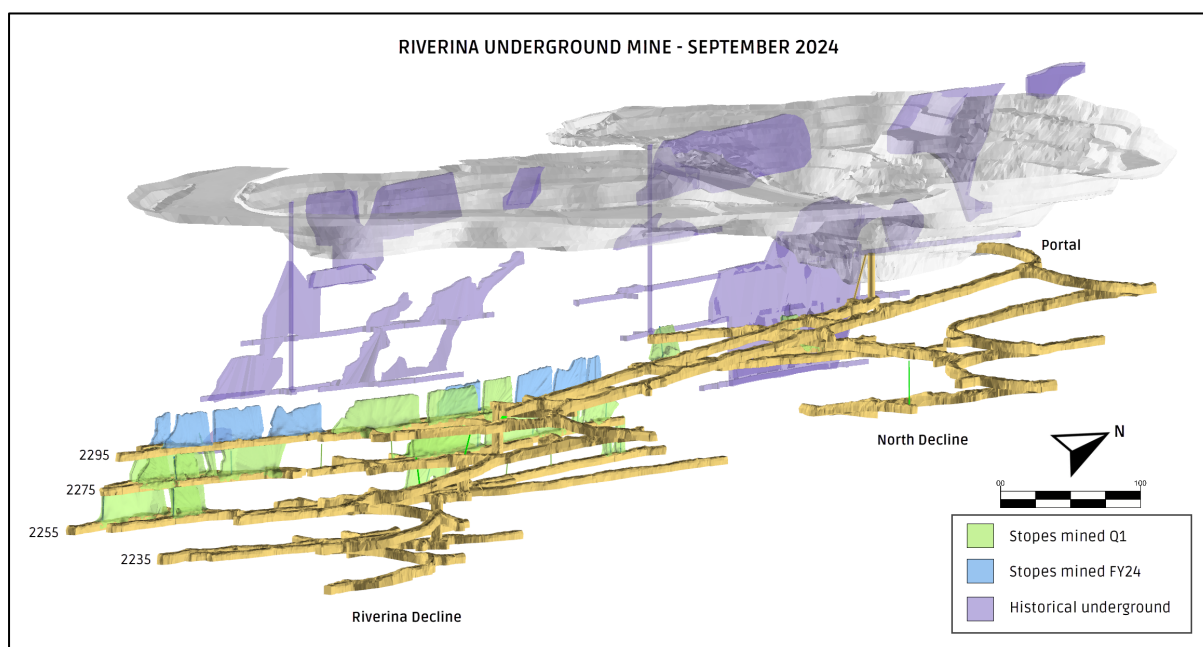 RIVERINA UNDERGROUND MINE - SEPTEMBER 2024
Portal
North Decline
N
2295
2275
2255
2235
Riverina Decline
00
100
Stopes mined Q1
Stopes mined FY24
Historical underground